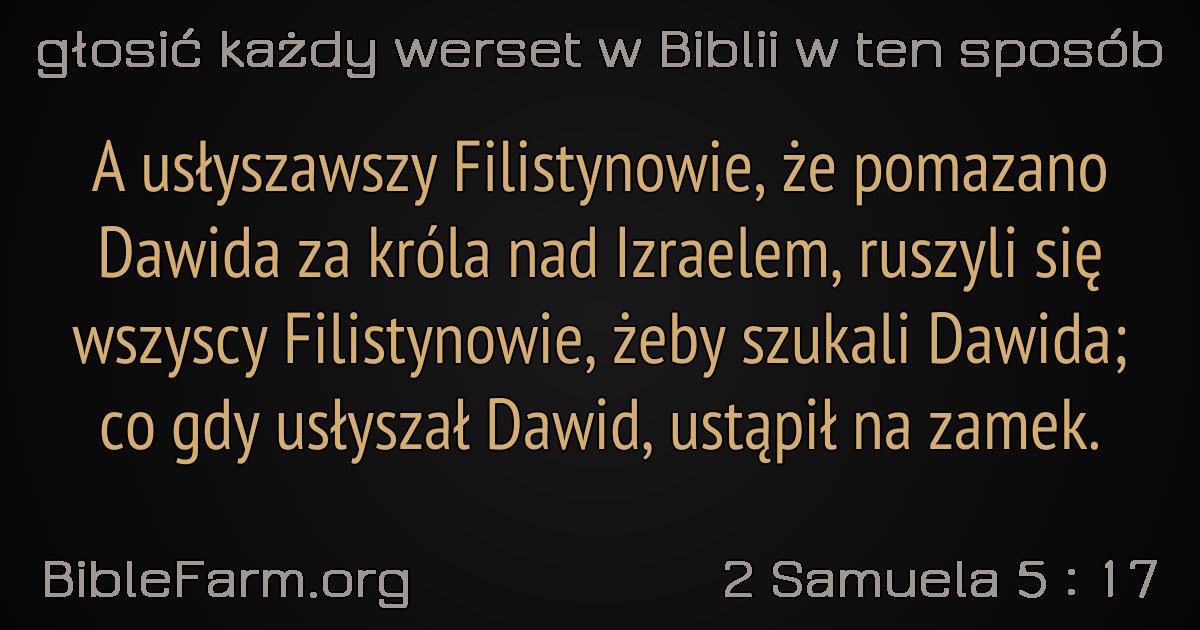 głosić każdy werset w Biblii w ten sposób
A usłyszawszy Filistynowie, że pomazano
Dawida za króla nad Izraelem, ruszyli się
wszyscy Filistynowie, żeby szukali Dawida;
co gdy usłyszał Dawid, ustąpił na zamek.
BibleFarm.org
2 Samuela 5 : 17